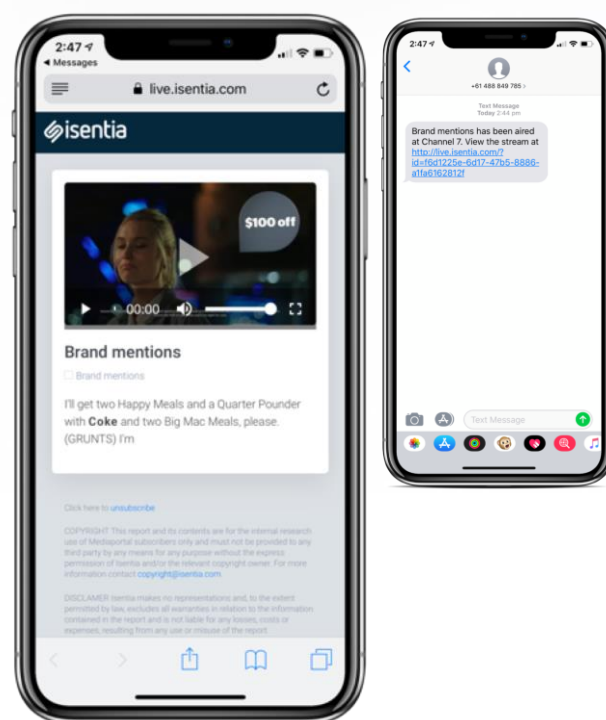 2:47
Messages
live.isentia.com
isentia
$100 off
00:00
Brand mentions
Brand mentions
I'll get two Happy Meals and a Quarter Pounder
with Coke and two Big Mac Meals, please.
(GRUNTS) I'm
Click here to unsubscribe
COPYRIGHT This report and its contents are for the internal research
use of Mediaportal subscribers only and must not be provided to any
third party by any means for any purpose without the express
permission of Isentia and/or the relevant copyright owner. For more
information contact copyright@isentia.com
DISCLAMER Isentia makes no representations and, to the extent
permitted by law, excludes all warranties in relation to the information
contained in the report and is not liable for any losses, costs or
expenses, resulting from any use or misuse of the report.
2:47
+61 488 849 785
Text Message
Today 2:44 pm
Brand mentions has been aired
at Channel 7. View the stream at
http://live.isentia.com/?
id=f6d1225e-6d17-47b5-8886-
a1fa6162812f
Text Message